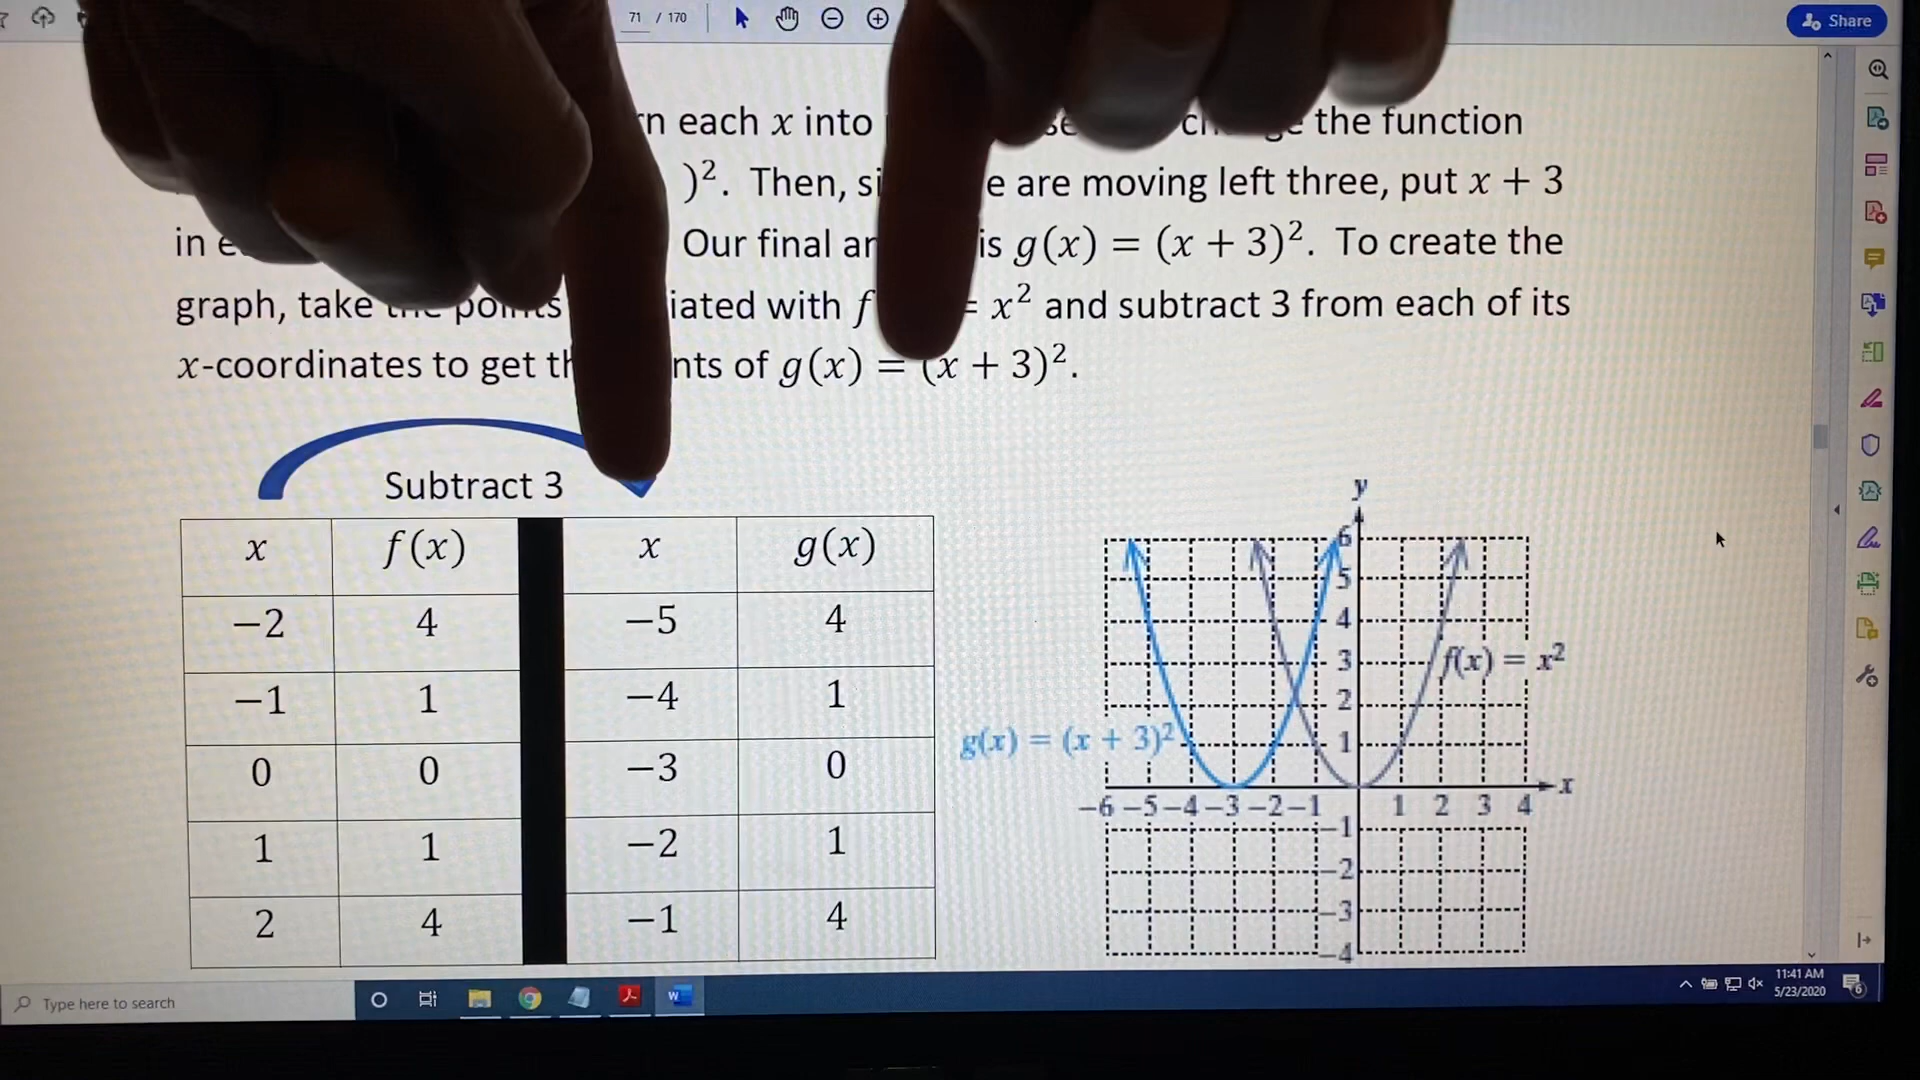 71 / 170
Share
each x into the function
)². Then, are moving left three, put x + 3
in Our final is g(x) = (x + 3)². To create the
graph, take with f = x² and subtract 3 from each of its
x-coordinates to get of g(x) = (x + 3)².
Subtract 3
x f(x) x g(x)
−2 4 −5 4
−1 1 −4 1
0 0 −3 0
1 1 −2 1
2 4 −1 4
y
6
5
4
3
2
1
f(x) = x²
g(x) = (x + 3)²
x
−6 −5 −4 −3 −2 −1 1 2 3 4
−1
−2
−3
−4
Type here to search
W
11:41 AM
5/23/2020
6